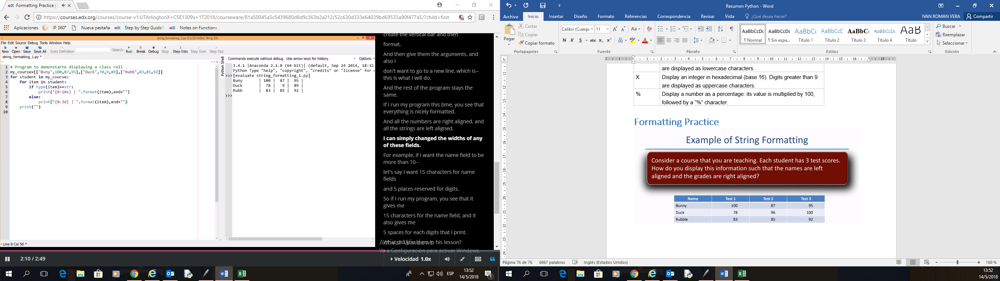 Formatting Practice |
https://courses.edx.org/courses/course-v1:UTArlingtonX+CSE1309x+1T2018/courseware/81a50045a5c5439680d8d9c363b2a212/52c630d333e64039bd69533a90f477a5/?child=first
Aplicaciones IP 360° Nueva pestaña Step by Step Guideli Notes on Functions
string_formatting_1.py (C:\CSE1309x): Wing IDE
File Edit Source Debug Tools Window Help
New Open Save Save All Goto Definition Search Run Break Debug Stop Step Into Step Over Step Out
string_formatting_1.py *
1 # Program to demonstarte displaying a class roll .
2 my_course=[["Buny",100,87,95],["Duck",78,9,89],["Rubb",83,85,92]]
3 for student in my_course:
4     for item in student:
5         if type(item)==str:
6             print("{0:10s} | ".format(item),end="")
7         else:
8             print("{0:3d} | ".format(item),end="")
9     print("")
10
Line 8 Col 50 *
Python Shell
Commands execute without debug. Use arrow keys for history. Options
3.4.1 |Anaconda 2.1.0 (64-bit)| (default, Sep 24 2014, 18:32
Python Type "help", "copyright", "credits" or "license" for
>>> [evaluate string_formatting_1.py]
Buny | 100 | 87 | 95 |
Duck | 78 | 9 | 89 |
Rubb | 83 | 85 | 92 |
>>>
create the vertical bar and then
format.
And then give them the arguments, and
also I
don't want to go to a new line, which is--
this is what I will do.
And the rest of the program stays the
same.
If I run my program this time, you see that
everything is nicely formatted.
And all the numbers are right aligned, and
all the strings are left aligned.
I can simply changed the widths of any
of these fields.
For example, if I want the name field to be
more than 10--
let's say I want 15 characters for name
fields
and 5 places reserved for digits.
So if I run my program, you see that it
gives me
15 characters for the name field, and it
also gives me
5 spaces for each digits that I print.
What did you learn in his lesson?
Activar Windows
Ve a Configuración para activar Windows.
2:10 / 2:49
Velocidad 1.0x
ESP
13:52
14/5/2018
Resumen Python - Word
Archivo Inicio Insertar Diseño Formato Referencias Correspondencia Revisar Vista ¿Qué desea hacer? IVAN ROMAN VERA Compartir
Pegar
Cortar
Copiar
Copiar formato
Portapapeles
Calibri (Cuerpo 11
N K S abc x₂ x²
Fuente
Párrafo
AaBbCcDc AaBbCcDc AaBbC( AaBbCcE AaBbC( AaBbCcDc AaB
¶ Normal ¶ Sin espa... Título 1 Título 2 Título 3 Título 4 Título
Estilos
Buscar
Reemplazar
Seleccionar
Edición
are displayed as lowercase characters.
X Display an integer in hexadecimal (base 16). Digits greater than 9
are displayed as uppercase characters.
% Display a number as a percentage: its value is multiplied by 100,
followed by a “%” character.
Formatting Practice
Example of String Formatting
Consider a course that you are teaching. Each student has 3 test scores.
How do you display this information such that the names are left
aligned and the grades are right aligned?
Name Test 1 Test 2 Test 3
Bunny 100 87 95
Duck 78 96 100
Rubble 83 85 92
Página 76 de 76 6867 palabras Inglés (Estados Unidos) 100 %
13:52
14/5/2018